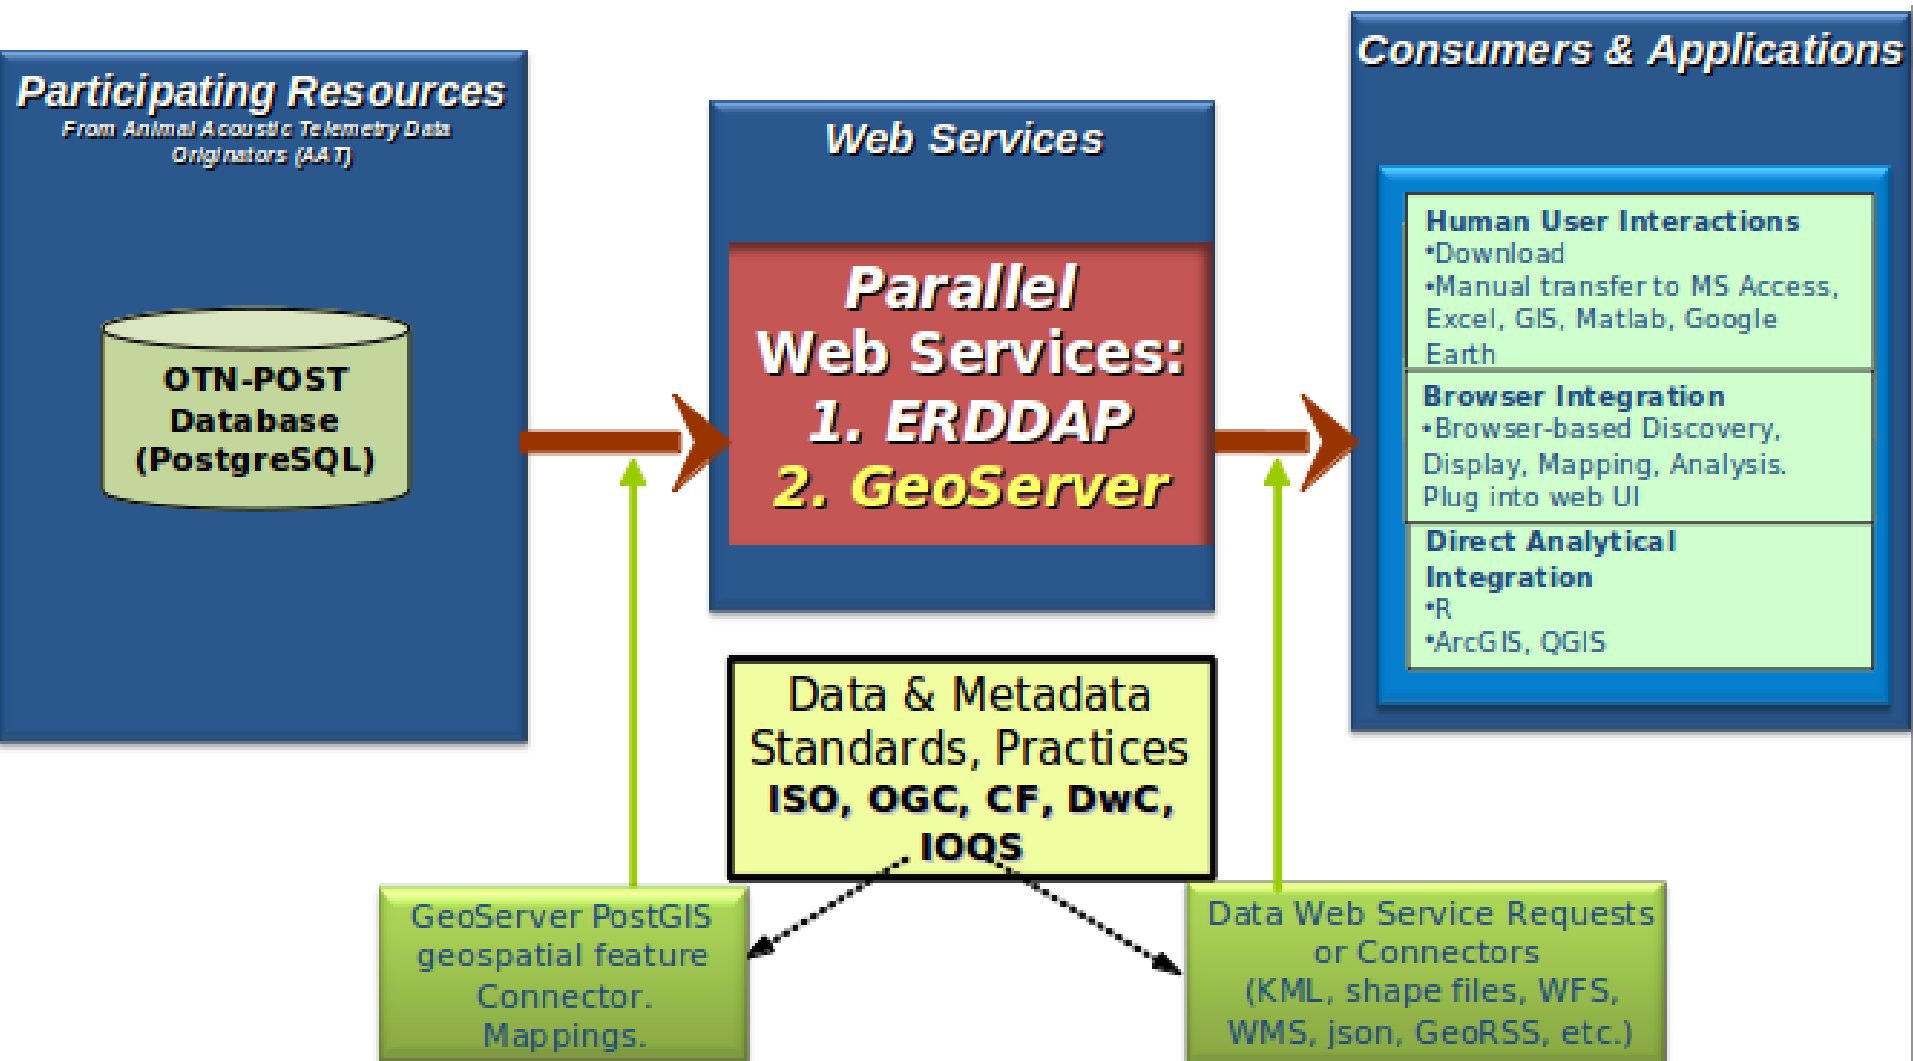 Participating Resources
From Animal Acoustic Telemetry Data
Originators (AAT)
OTN-POST
Database
(PostgreSQL)
Web Services
Parallel
Web Services:
1. ERDDAP
2. GeoServer
Consumers & Applications
Human User Interactions
•Download
•Manual transfer to MS Access,
Excel, GIS, Matlab, Google
Earth
Browser Integration
•Browser-based Discovery,
Display, Mapping, Analysis.
Plug into web UI
Direct Analytical
Integration
•R
•ArcGIS, QGIS
Data & Metadata
Standards, Practices
ISO, OGC, CF, DwC,
IOQS
GeoServer PostGIS
geospatial feature
Connector.
Mappings.
Data Web Service Requests
or Connectors
(KML, shape files, WFS,
WMS, json, GeoRSS, etc.)